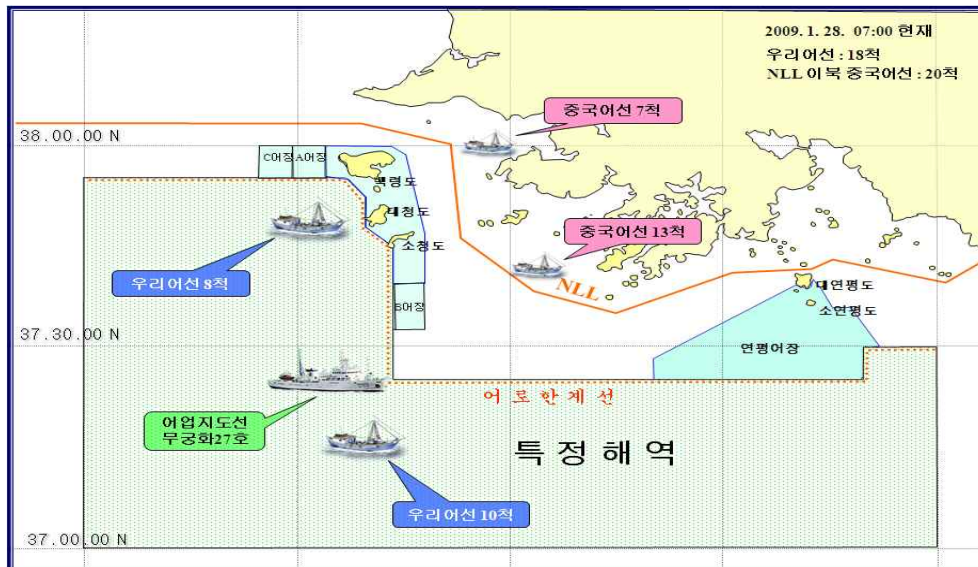 2009. 1. 28. 07:00 현재
우리어선 : 18척
NLL 이북 중국어선 : 20척
중국어선 7척
38.00.00 N
C어장
A어장
백령도
대청도
소청도
중국어선 13척
우리어선 8척
NLL
대연평도
B어장
소연평도
37.30.00 N
연평어장
어로한계선
어업지도선
무궁화27호
특정해역
우리어선 10척
37.00.00 N